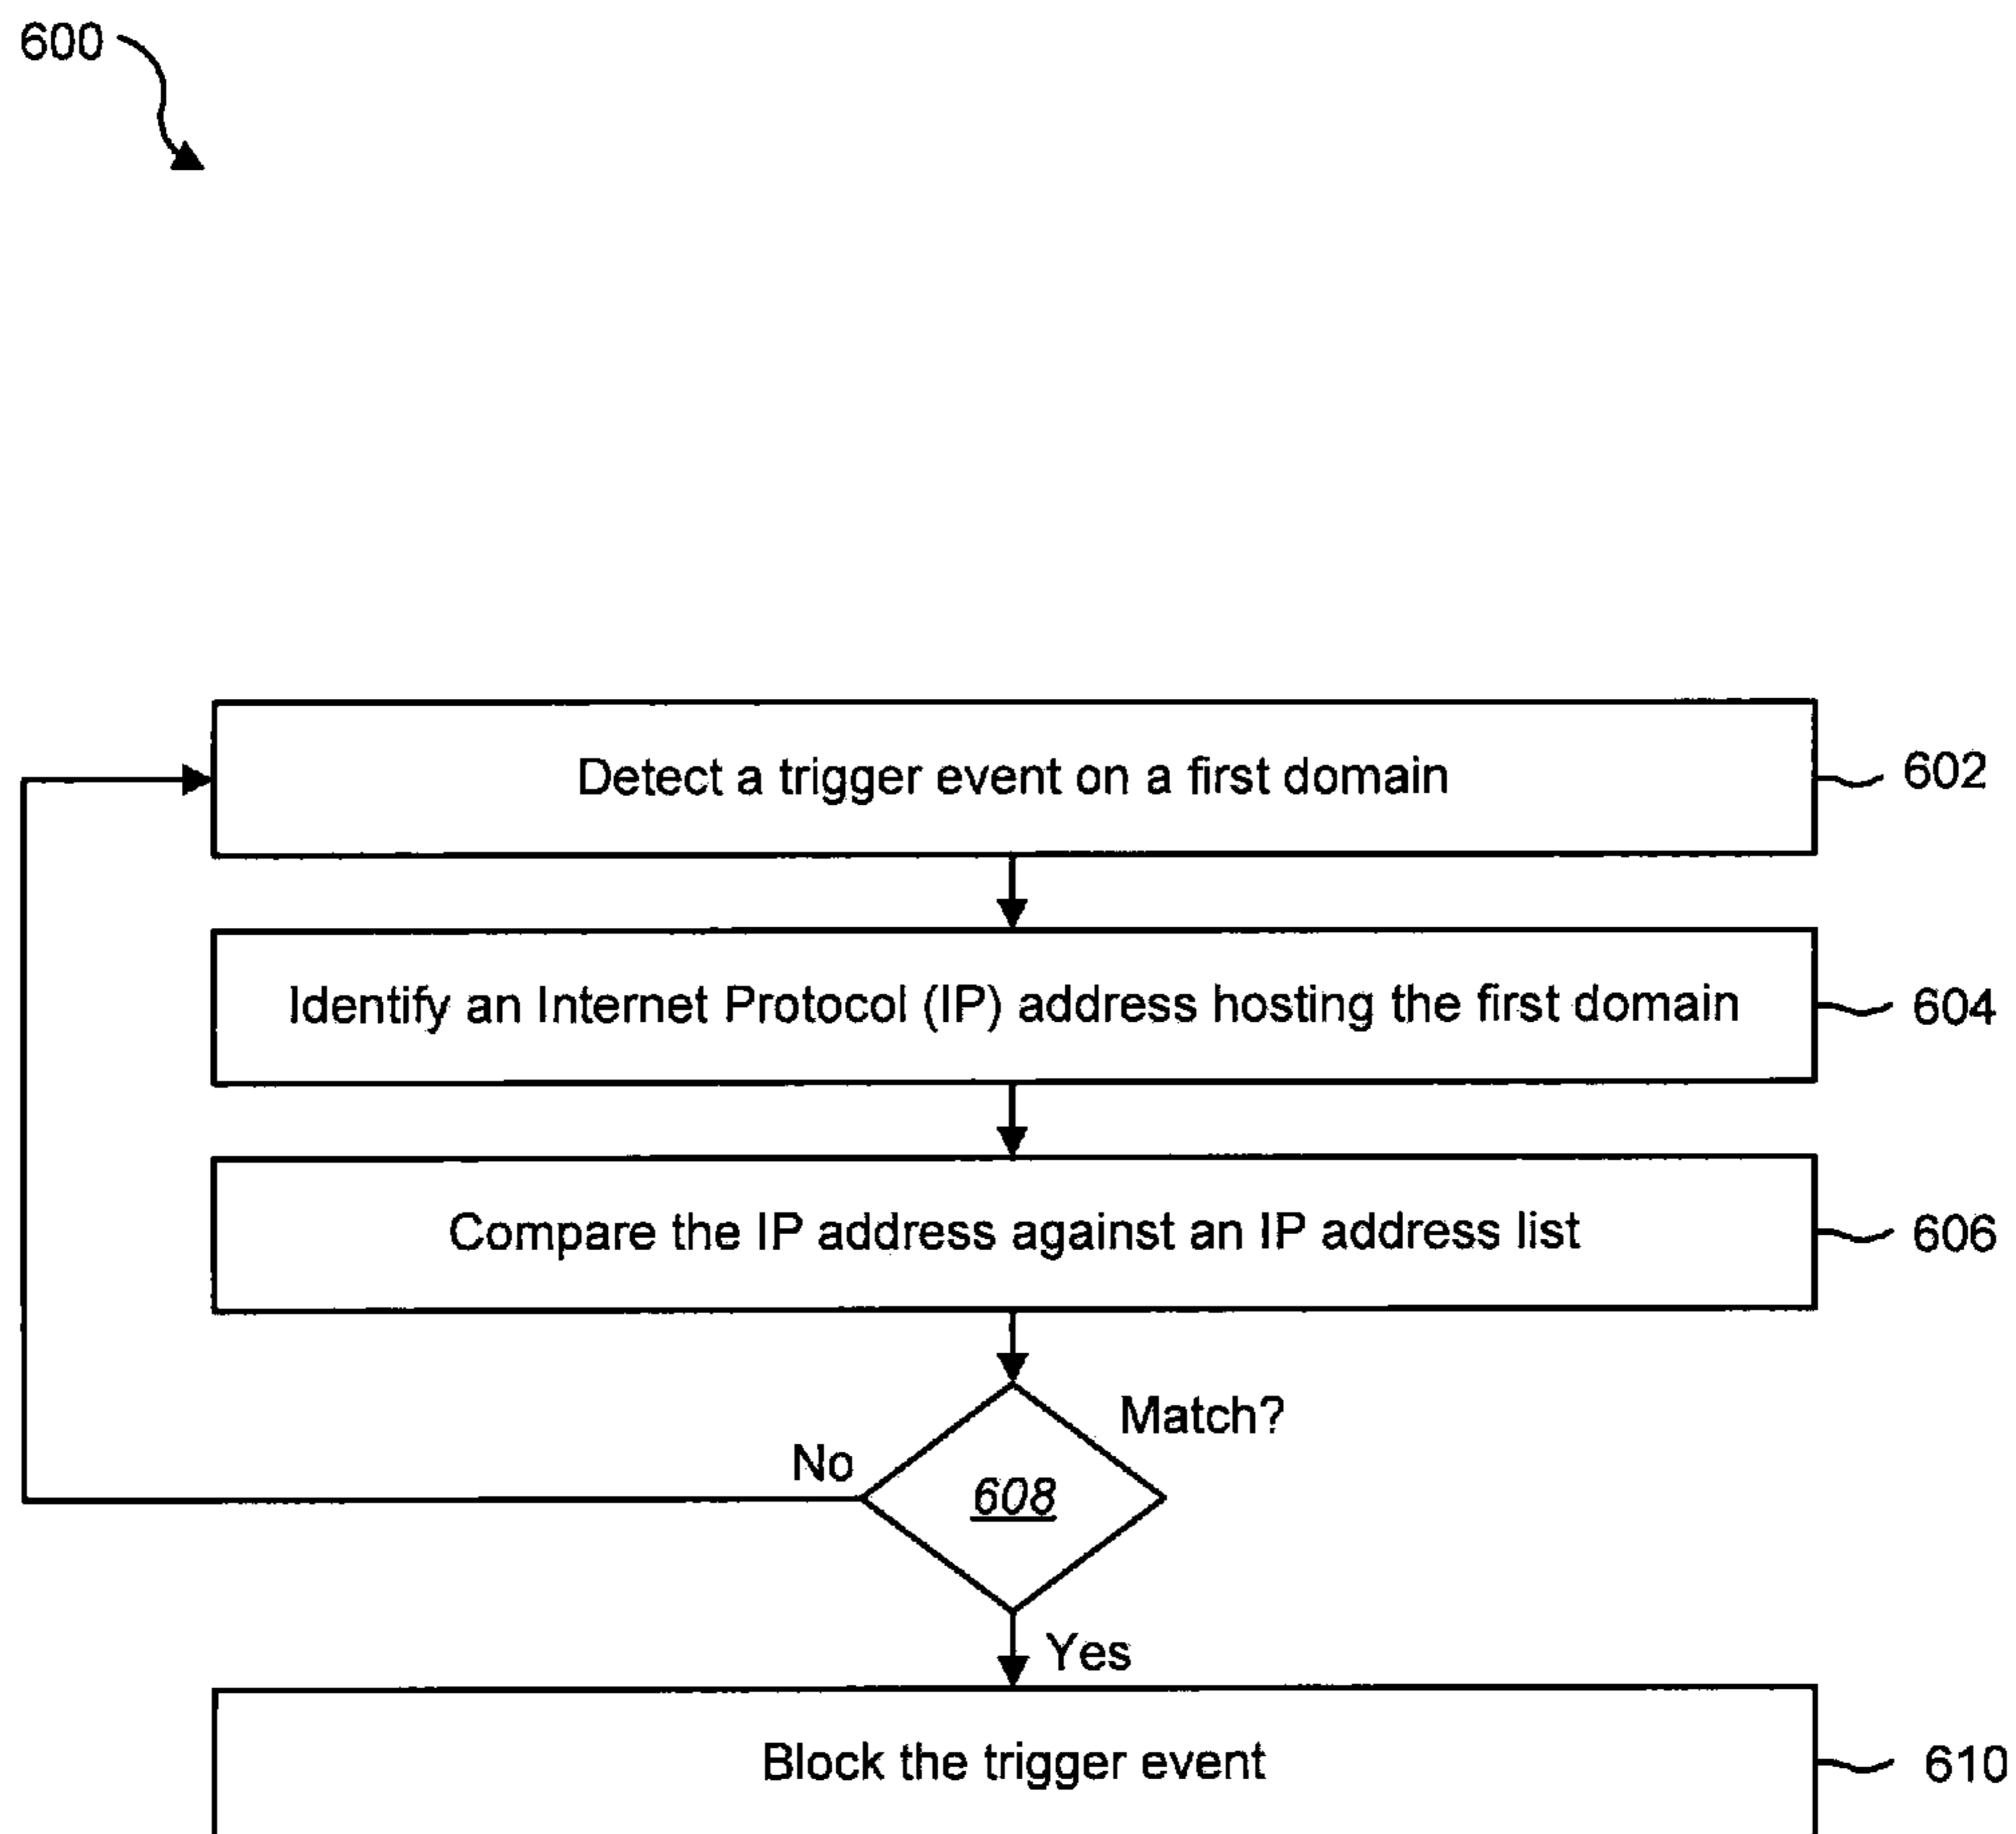 600
Detect a trigger event on a first domain
602
Identify an Internet Protocol (IP) address hosting the first domain
604
Compare the IP address against an IP address list
606
Match?
No
608
Yes
Block the trigger event
610